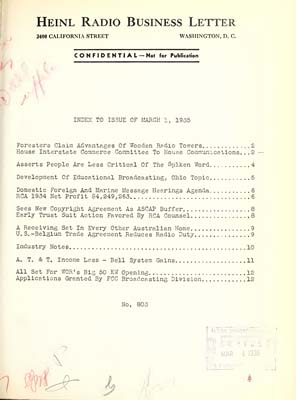 HEINL RADIO BUSINESS LETTER
2400 CALIFORNIA STREET WASHINGTON, D. C.
CONFIDENTIAL—Not for Publication
INDEX TO ISSUE OF MARCH 1, 1935
Foresters Claim Advantages Of Wooden Radio Towers............2
House Interstate Commerce Committee To House Communications...2
Asserts People Are Less Critical Of The Spoken Word..........4
Development Of Educational Broadcasting, Ohio Topic..........5
Domestic Foreign And Marine Message Hearings Agenda..........6
RCA 1934 Net Profit $4,249,263...............................6
Sees New Copyright Agreement As ASCAP Buffer.................8
Early Trust Suit Action Favored By RCA Counsel...............8
A Receiving Set In Every Other Australian Home...............9
U.S.-Belgium Trade Agreement Reduces Radio Duty..............9
Industry Notes..............................................10
A. T. & T. Income Less - Bell System Gains..................11
All Set For WOR's Big 50 KW Opening.........................12
Applications Granted By FCC Broadcasting Division...........12
No. 803
MAR 4 1935